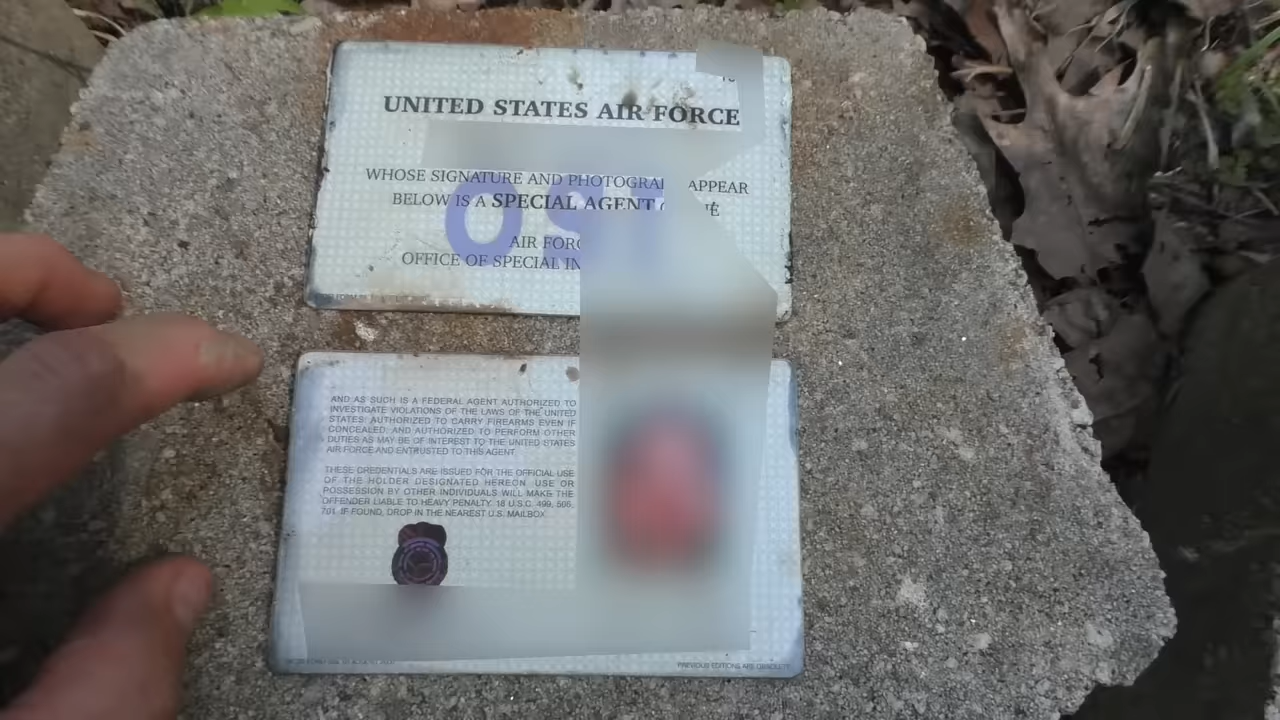 UNITED STATES AIR FORCE
WHOSE SIGNATURE AND PHOTOGRAP APPEAR
BELOW IS A SPECIAL AGENT
OSI
AIR FORC
OFFICE OF SPECIAL IN
AND AS SUCH IS A FEDERAL AGENT AUTHORIZED TO
INVESTIGATE VIOLATIONS OF THE LAWS OF THE UNITED
STATES; AUTHORIZED TO CARRY FIREARMS EVEN IF
CONCEALED; AND AUTHORIZED TO PERFORM OTHER
DUTIES AS MAY BE OF INTEREST TO THE UNITED STATES
AIR FORCE AND ENTRUSTED TO THIS AGENT.
THESE CREDENTIALS ARE ISSUED FOR THE OFFICIAL USE
OF THE HOLDER DESIGNATED HEREON. USE OR
POSSESSION BY OTHER INDIVIDUALS WILL MAKE THE
OFFENDER LIABLE TO HEAVY PENALTY. 18 U.S.C. 499, 506,
701. IF FOUND, DROP IN THE NEAREST U.S. MAILBOX.
PREVIOUS EDITIONS ARE OBSOLETE